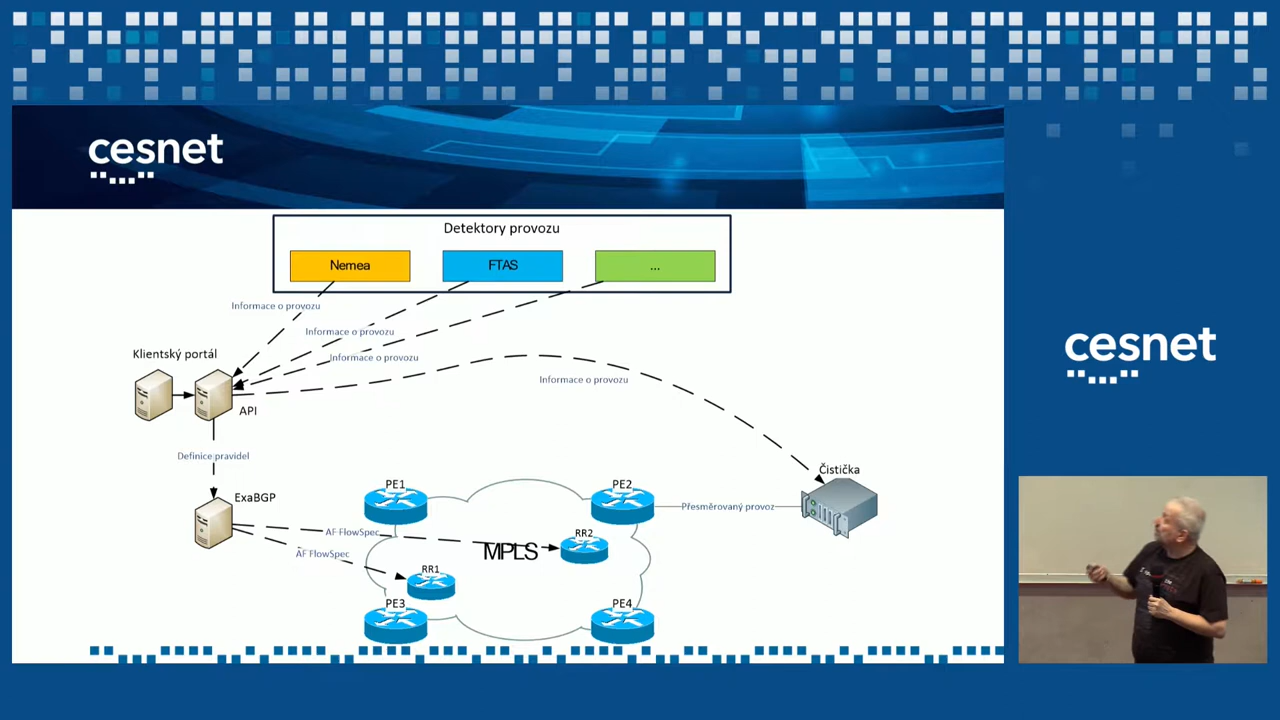 cesnet
Detektory provozu
Nemea
FTAS
...
Informace o provozu
Informace o provozu
Informace o provozu
Klientský portál
Informace o provozu
API
Definice pravidel
Čistička
ExaBGP
PE1
PE2
Přesměrovaný provoz
AF FlowSpec
RR2
MPLS
AF FlowSpec
RR1
PE3
PE4
cesnet